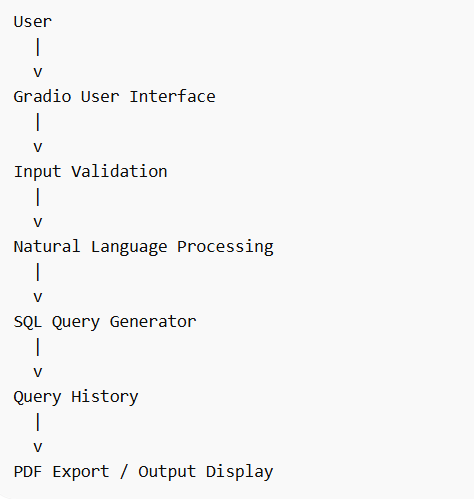 User
|
v
Gradio User Interface
|
v
Input Validation
|
v
Natural Language Processing
|
v
SQL Query Generator
|
v
Query History
|
v
PDF Export / Output Display